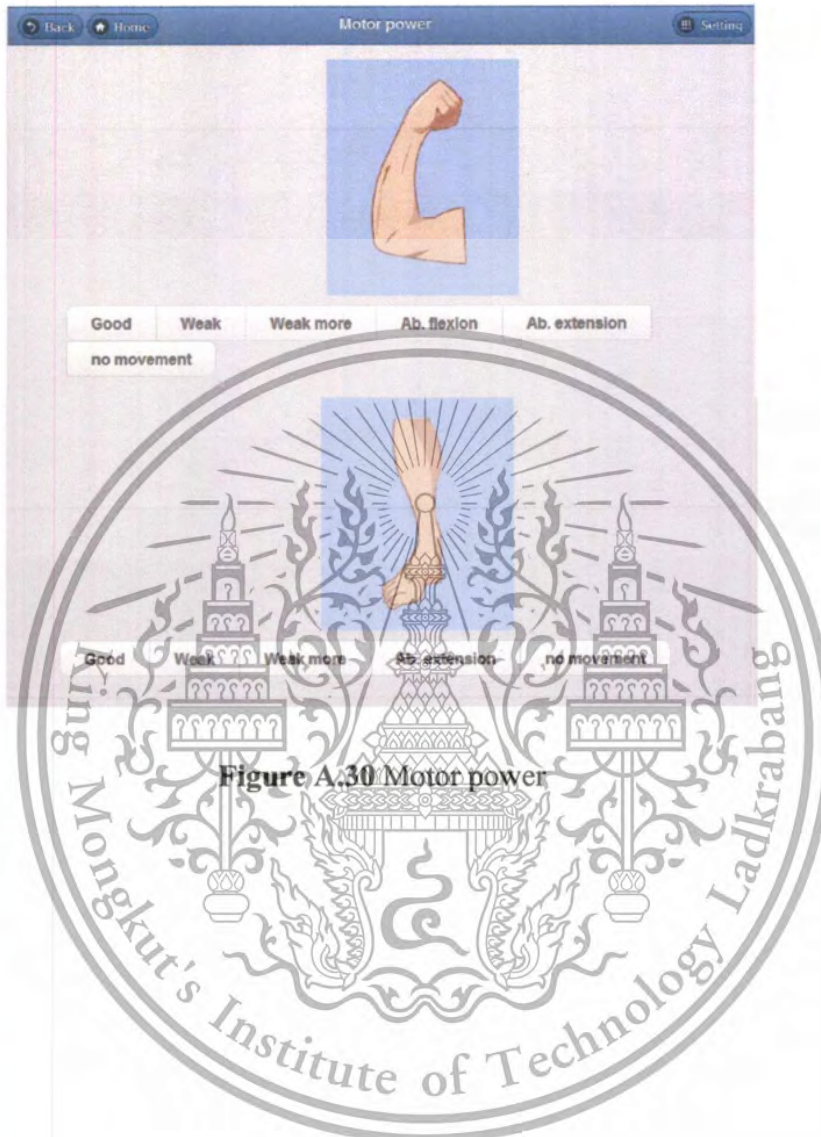 Back Home Motor power Setting
Good Weak Weak more Ab. flexion Ab. extension
no movement
Good Weak Weak more Ab. extension no movement
Figure A.30 Motor power
King Mongkut's Institute of Technology Ladkrabang